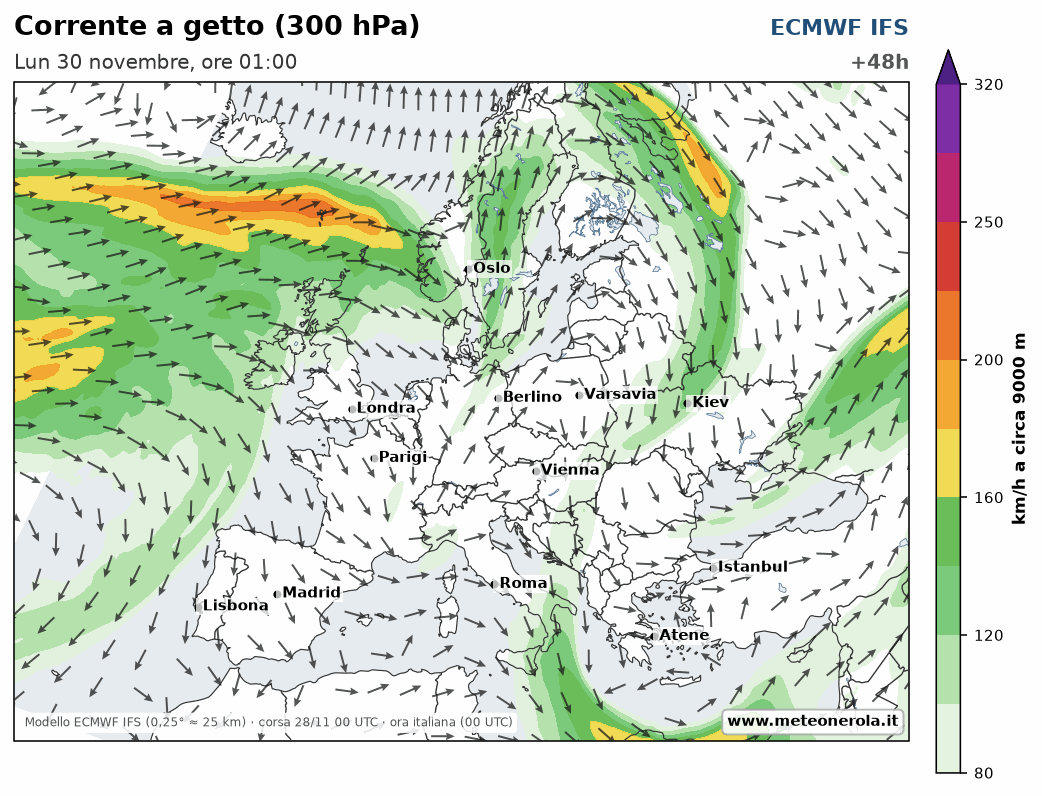 Corrente a getto (300 hPa)
ECMWF IFS
Lun 30 novembre, ore 01:00
+48h
320
250
200
160
120
80
km/h a circa 9000 m
Oslo
Berlino
Varsavia
Kiev
Londra
Parigi
Vienna
Istanbul
Roma
Madrid
Lisbona
Atene
Modello ECMWF IFS (0,25° ≈ 25 km) · corsa 28/11 00 UTC · ora italiana (00 UTC)
www.meteonerola.it